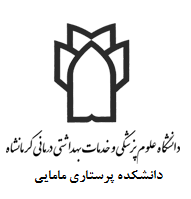 دانشگاه علوم پزشکی و خدمات بهداشتی درمانی کرمانشاه
دانشکده پرستاری مامایی